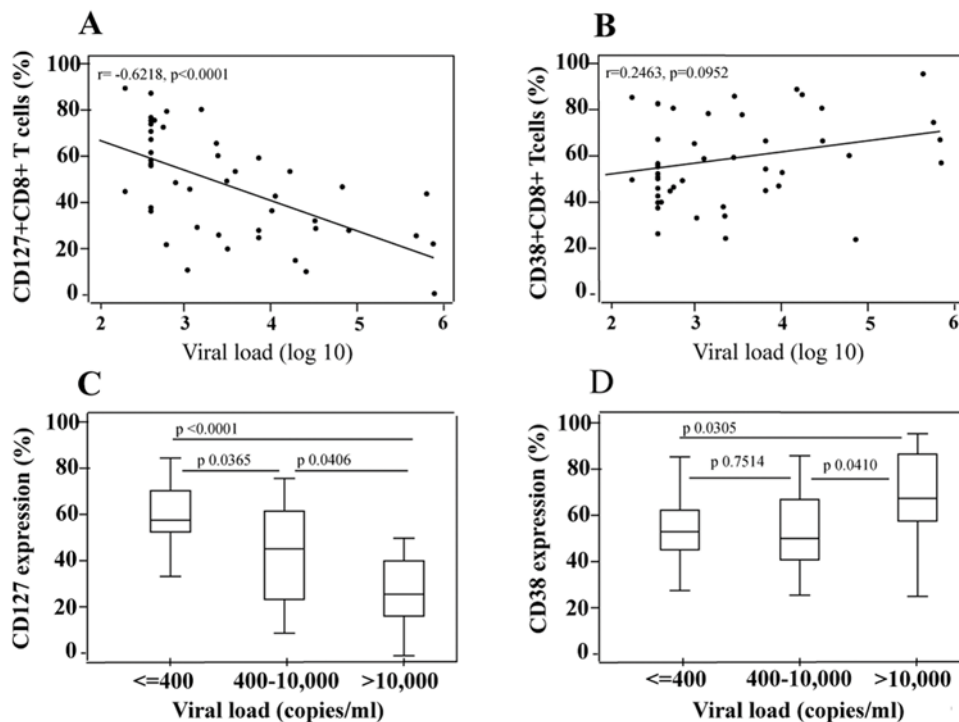 A
r= -0.6218, p<0.0001
CD127+CD8+ T cells (%)
100
80
60
40
20
0
2 3 4 5 6
Viral load (log 10)
B
r=0.2463, p=0.0952
CD38+CD8+ Tcells (%)
100
80
60
40
20
0
2 3 4 5 6
Viral load (log 10)
C
p <0.0001
p 0.0365 p 0.0406
CD127 expression (%)
100
80
60
40
20
0
<=400 400-10,000 >10,000
Viral load (copies/ml)
D
p 0.0305
p 0.7514 p 0.0410
CD38 expression (%)
100
80
60
40
20
0
<=400 400-10,000 >10,000
Viral load (copies/ml)